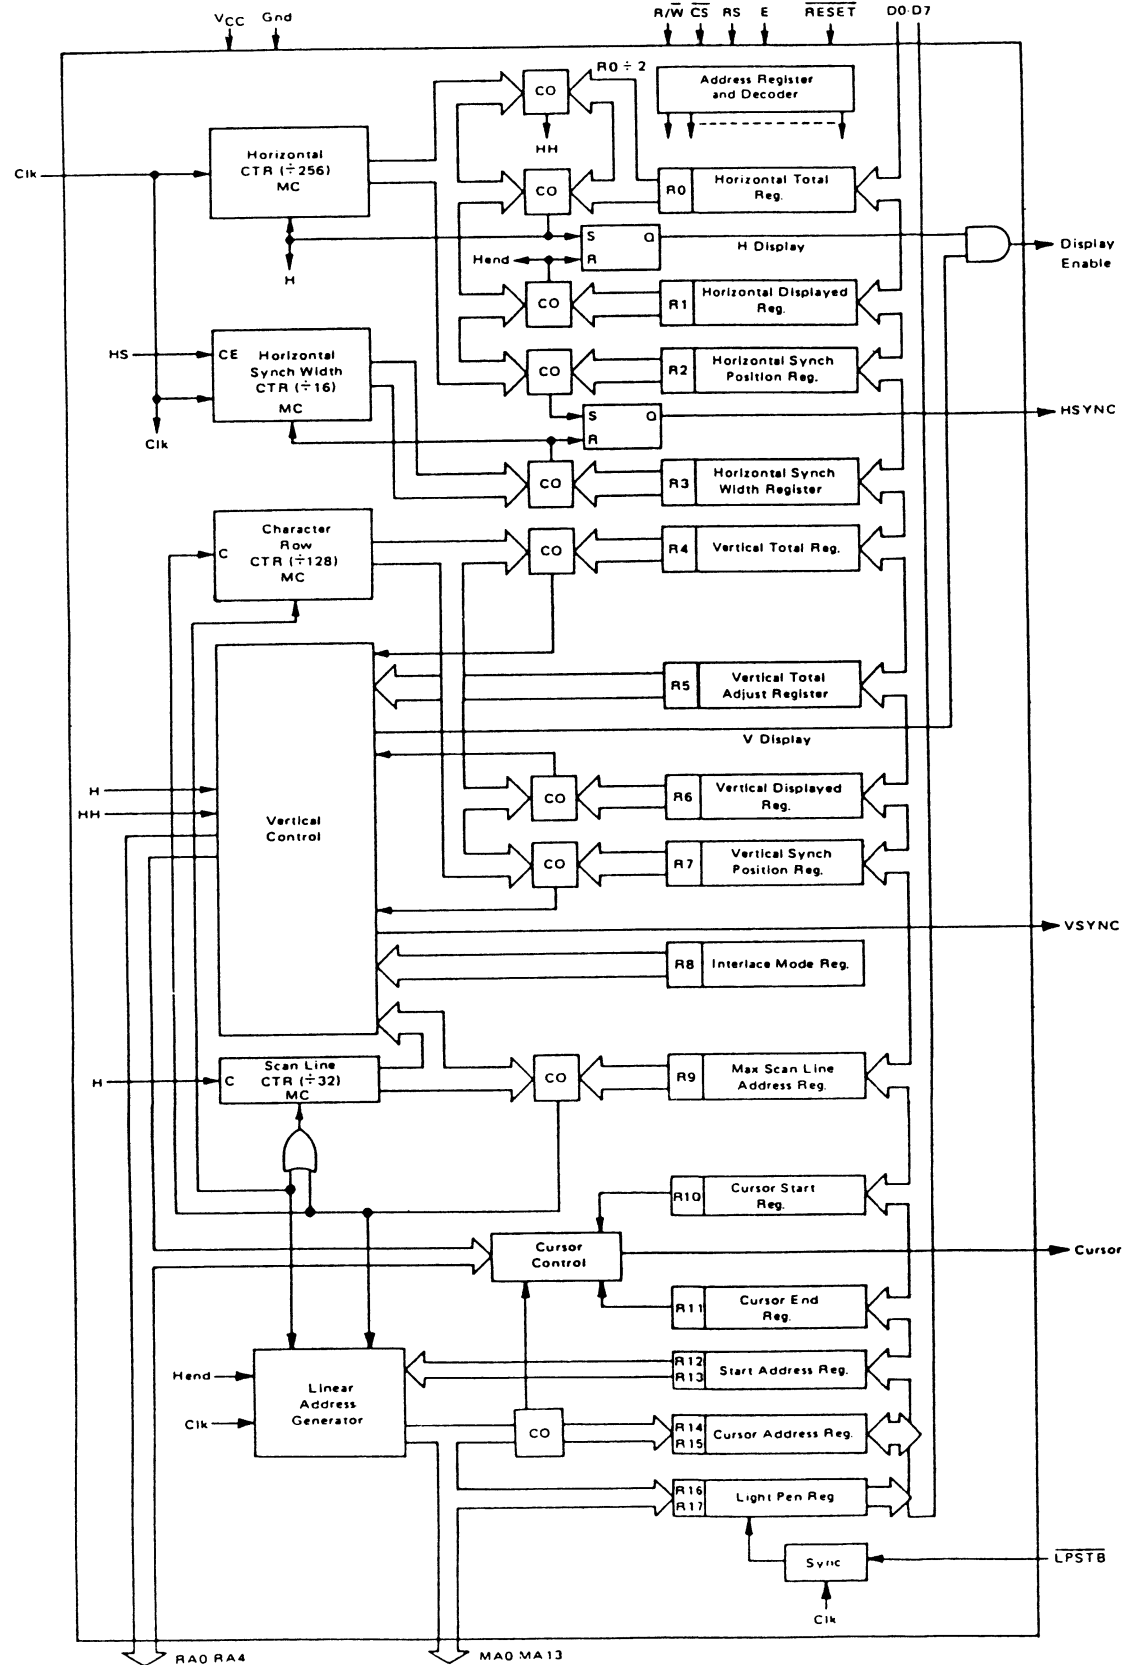 VCC Gnd R/W CS RS E RESET D0-D7
R0 ÷ 2
Address Register
and Decoder
CO
HH
Clk
Horizontal
CTR (÷256)
MC
H
CO
R0 Horizontal Total
Reg.
S Q
R
H Display
Hend
Display
Enable
CO
R1 Horizontal Displayed
Reg.
HS
CE Horizontal
Synch Width
CTR (÷16)
MC
Clk
CO
R2 Horizontal Synch
Position Reg.
S Q
R
HSYNC
CO
R3 Horizontal Synch
Width Register
Character
Row
C CTR (÷128)
MC
CO
R4 Vertical Total Reg.
R5 Vertical Total
Adjust Register
V Display
H
HH
Vertical
Control
CO
R6 Vertical Displayed
Reg.
CO
R7 Vertical Synch
Position Reg.
VSYNC
R8 Interlace Mode Reg.
H
Scan Line
C CTR (÷32)
MC
CO
R9 Max Scan Line
Address Reg.
R10 Cursor Start
Reg.
Cursor
Control
Cursor
R11 Cursor End
Reg.
Hend
Clk
Linear
Address
Generator
R12
R13 Start Address Reg.
CO
R14
R15 Cursor Address Reg.
R16
R17 Light Pen Reg
Sync
LPSTB
Clk
RA0 RA4
MA0 MA13